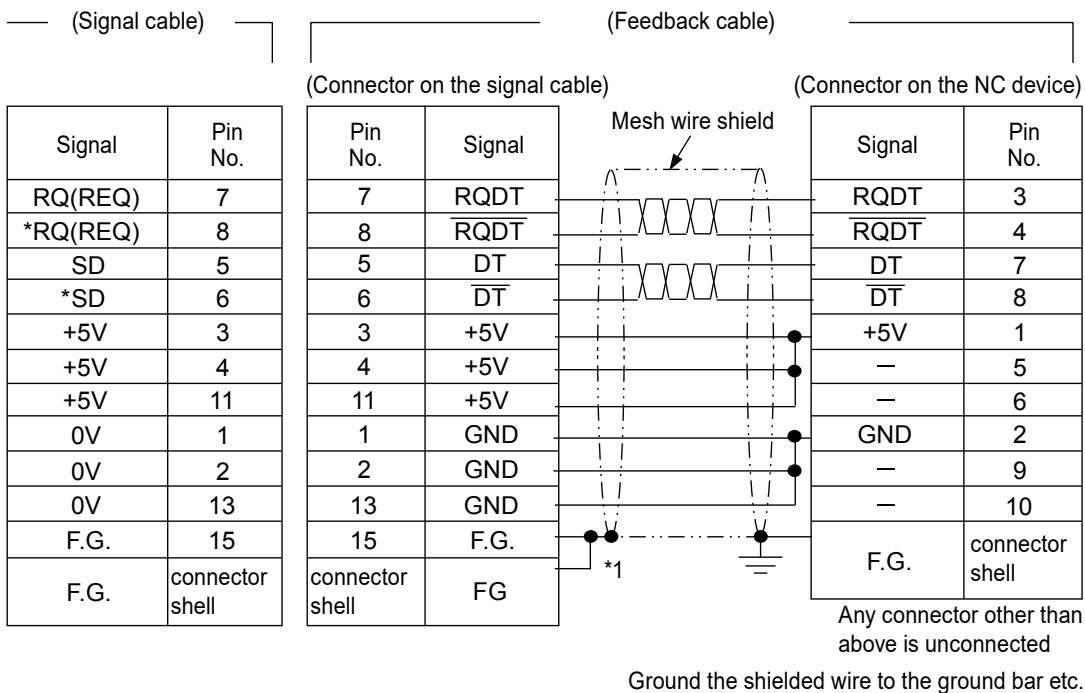 (Signal cable) (Feedback cable)
(Connector on the signal cable) (Connector on the NC device)
Mesh wire shield
Signal Pin No. Pin No. Signal Signal Pin No.
RQ(REQ) 7 7 RQDT RQDT 3
*RQ(REQ) 8 8 R̅Q̅D̅T̅ R̅Q̅D̅T̅ 4
SD 5 5 DT DT 7
*SD 6 6 D̅T̅ D̅T̅ 8
+5V 3 3 +5V +5V 1
+5V 4 4 +5V – 5
+5V 11 11 +5V – 6
0V 1 1 GND GND 2
0V 2 2 GND – 9
0V 13 13 GND – 10
F.G. 15 15 F.G. F.G. connector shell
*1
F.G. connector shell connector shell FG
Any connector other than
above is unconnected
Ground the shielded wire to the ground bar etc.